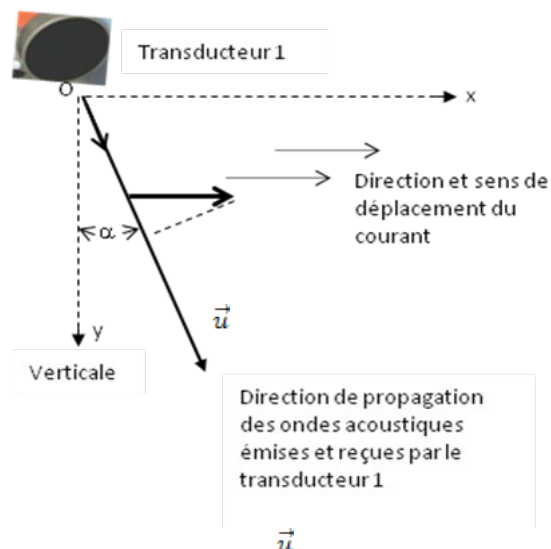 Transducteur 1
O
x
Direction et sens de
déplacement du
courant
α
u
y
Verticale
Direction de propagation
des ondes acoustiques
émises et reçues par le
transducteur 1
u